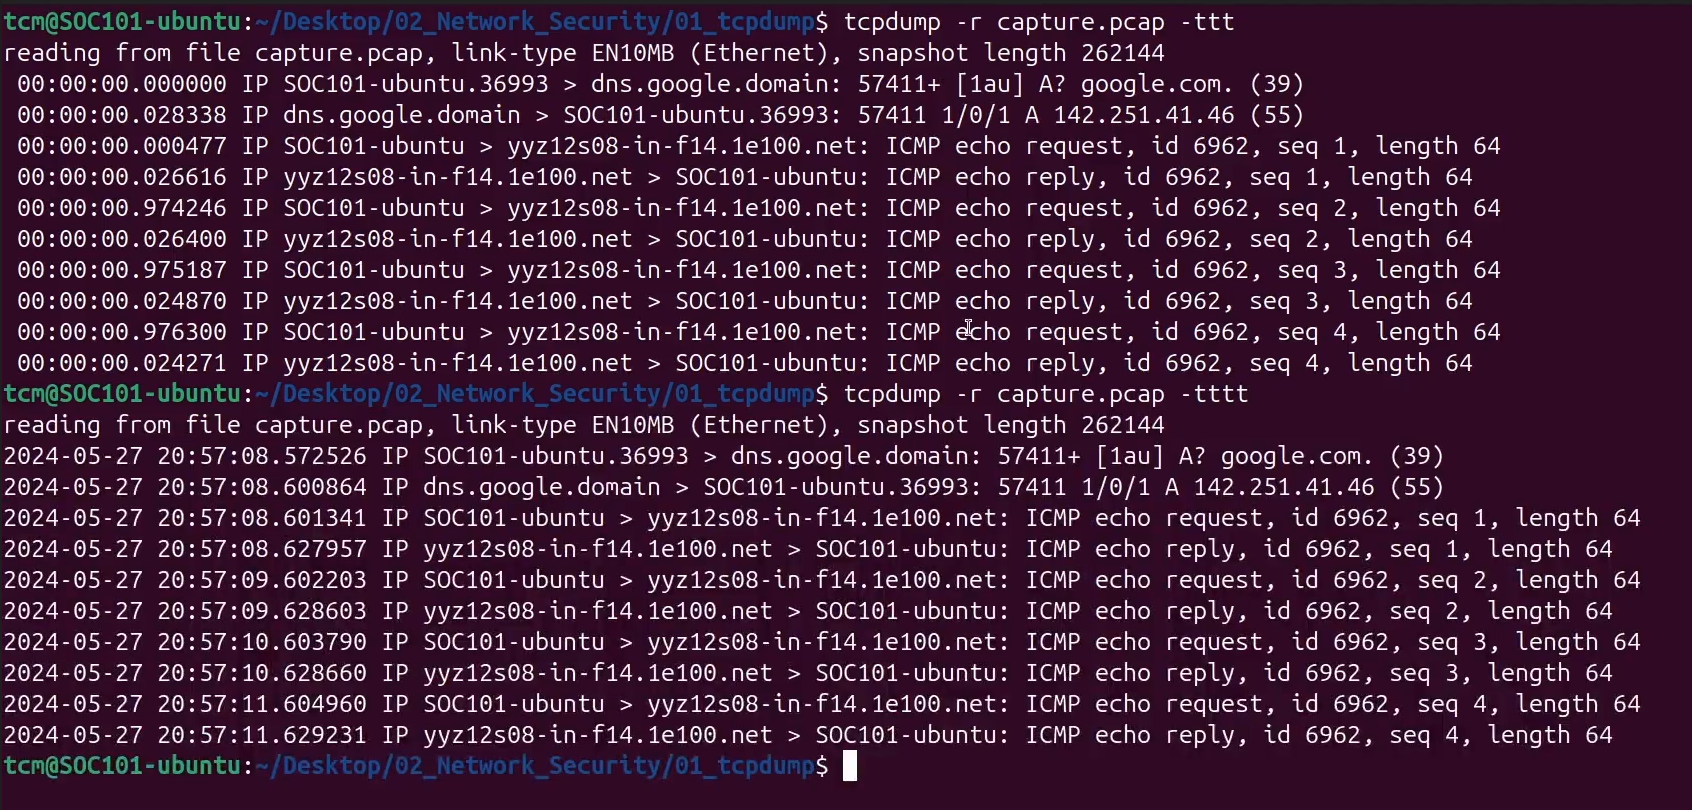 tcm@SOC101-ubuntu:~/Desktop/02_Network_Security/01_tcpdump$ tcpdump -r capture.pcap -ttt
reading from file capture.pcap, link-type EN10MB (Ethernet), snapshot length 262144
 00:00:00.000000 IP SOC101-ubuntu.36993 > dns.google.domain: 57411+ [1au] A? google.com. (39)
 00:00:00.028338 IP dns.google.domain > SOC101-ubuntu.36993: 57411 1/0/1 A 142.251.41.46 (55)
 00:00:00.000477 IP SOC101-ubuntu > yyz12s08-in-f14.1e100.net: ICMP echo request, id 6962, seq 1, length 64
 00:00:00.026616 IP yyz12s08-in-f14.1e100.net > SOC101-ubuntu: ICMP echo reply, id 6962, seq 1, length 64
 00:00:00.974246 IP SOC101-ubuntu > yyz12s08-in-f14.1e100.net: ICMP echo request, id 6962, seq 2, length 64
 00:00:00.026400 IP yyz12s08-in-f14.1e100.net > SOC101-ubuntu: ICMP echo reply, id 6962, seq 2, length 64
 00:00:00.975187 IP SOC101-ubuntu > yyz12s08-in-f14.1e100.net: ICMP echo request, id 6962, seq 3, length 64
 00:00:00.024870 IP yyz12s08-in-f14.1e100.net > SOC101-ubuntu: ICMP echo reply, id 6962, seq 3, length 64
 00:00:00.976300 IP SOC101-ubuntu > yyz12s08-in-f14.1e100.net: ICMP echo request, id 6962, seq 4, length 64
 00:00:00.024271 IP yyz12s08-in-f14.1e100.net > SOC101-ubuntu: ICMP echo reply, id 6962, seq 4, length 64
tcm@SOC101-ubuntu:~/Desktop/02_Network_Security/01_tcpdump$ tcpdump -r capture.pcap -tttt
reading from file capture.pcap, link-type EN10MB (Ethernet), snapshot length 262144
2024-05-27 20:57:08.572526 IP SOC101-ubuntu.36993 > dns.google.domain: 57411+ [1au] A? google.com. (39)
2024-05-27 20:57:08.600864 IP dns.google.domain > SOC101-ubuntu.36993: 57411 1/0/1 A 142.251.41.46 (55)
2024-05-27 20:57:08.601341 IP SOC101-ubuntu > yyz12s08-in-f14.1e100.net: ICMP echo request, id 6962, seq 1, length 64
2024-05-27 20:57:08.627957 IP yyz12s08-in-f14.1e100.net > SOC101-ubuntu: ICMP echo reply, id 6962, seq 1, length 64
2024-05-27 20:57:09.602203 IP SOC101-ubuntu > yyz12s08-in-f14.1e100.net: ICMP echo request, id 6962, seq 2, length 64
2024-05-27 20:57:09.628603 IP yyz12s08-in-f14.1e100.net > SOC101-ubuntu: ICMP echo reply, id 6962, seq 2, length 64
2024-05-27 20:57:10.603790 IP SOC101-ubuntu > yyz12s08-in-f14.1e100.net: ICMP echo request, id 6962, seq 3, length 64
2024-05-27 20:57:10.628660 IP yyz12s08-in-f14.1e100.net > SOC101-ubuntu: ICMP echo reply, id 6962, seq 3, length 64
2024-05-27 20:57:11.604960 IP SOC101-ubuntu > yyz12s08-in-f14.1e100.net: ICMP echo request, id 6962, seq 4, length 64
2024-05-27 20:57:11.629231 IP yyz12s08-in-f14.1e100.net > SOC101-ubuntu: ICMP echo reply, id 6962, seq 4, length 64
tcm@SOC101-ubuntu:~/Desktop/02_Network_Security/01_tcpdump$